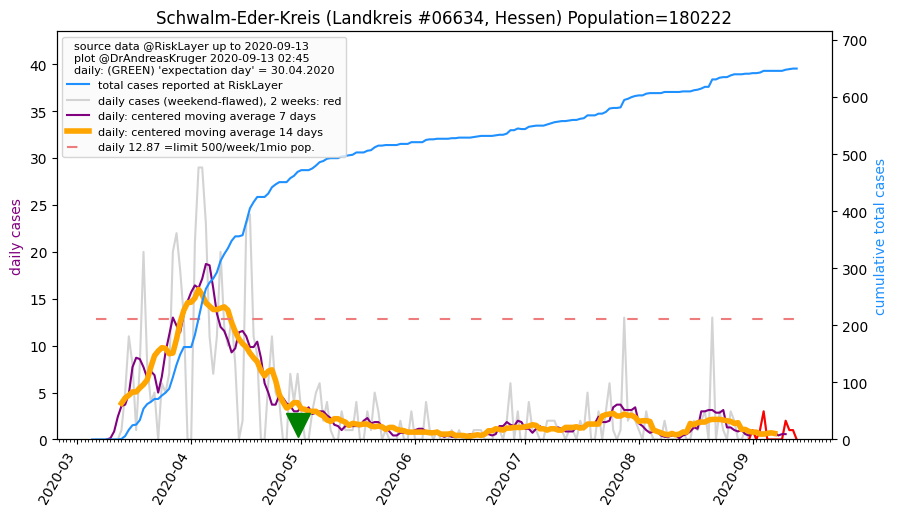 Schwalm-Eder-Kreis (Landkreis #06634, Hessen) Population=180222
source data @RiskLayer up to 2020-09-13
plot @DrAndreasKruger 2020-09-13 02:45
daily: (GREEN) 'expectation day' = 30.04.2020
total cases reported at RiskLayer
daily cases (weekend-flawed), 2 weeks: red
daily: centered moving average 7 days
daily: centered moving average 14 days
daily 12.87 =limit 500/week/1mio pop.
daily cases
40
35
30
25
20
15
10
5
0
cumulative total cases
700
600
500
400
300
200
100
0
2020-03
2020-04
2020-05
2020-06
2020-07
2020-08
2020-09